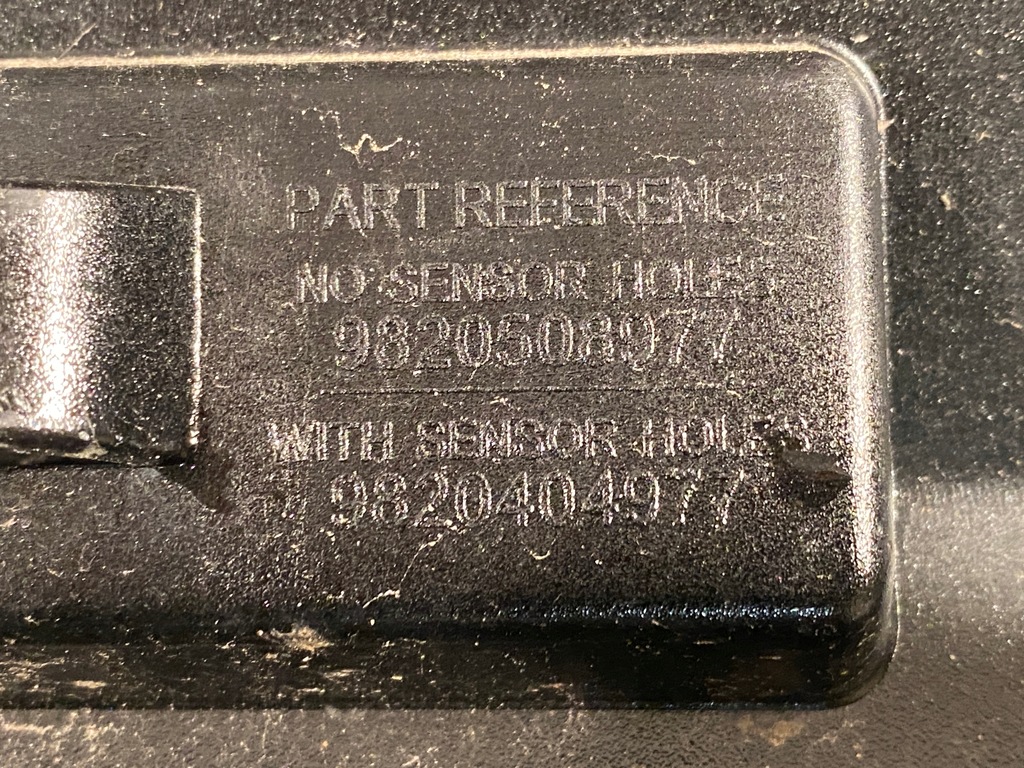 PART REFERENCE
NO SENSOR HOLES
9820508977
WITH SENSOR HOLES
9820404977